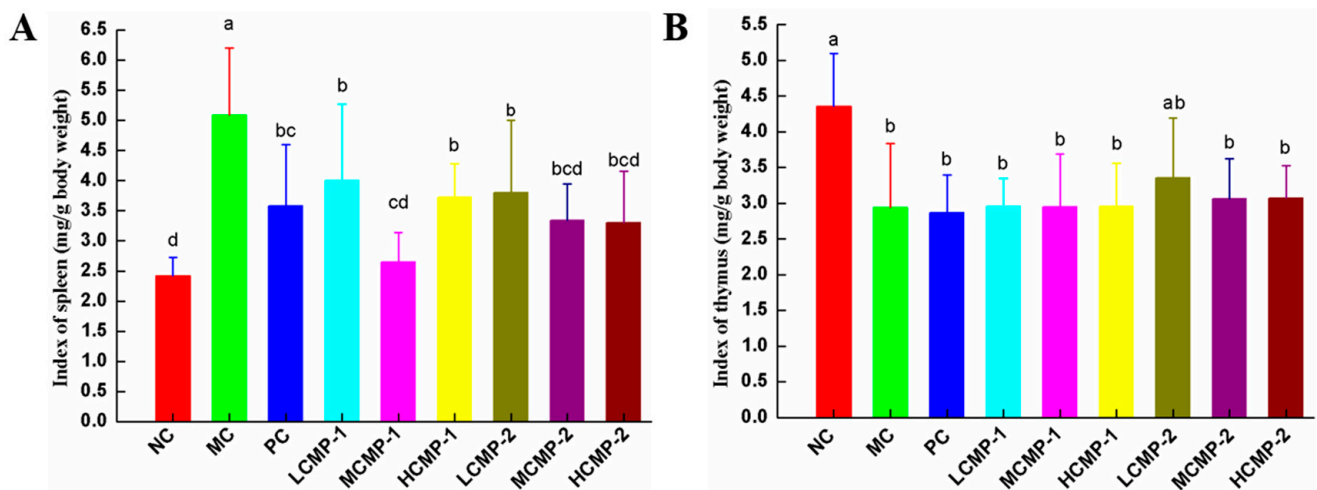 A
Index of spleen (mg/g body weight)
6.5
6.0
5.5
5.0
4.5
4.0
3.5
3.0
2.5
2.0
1.5
1.0
0.5
0.0
d
a
bc
b
cd
b
b
bcd
bcd
NC
MC
PC
LCMP-1
MCMP-1
HCMP-1
LCMP-2
MCMP-2
HCMP-2
B
Index of thymus (mg/g body weight)
5.5
5.0
4.5
4.0
3.5
3.0
2.5
2.0
1.5
1.0
0.5
0.0
a
b
b
b
b
b
ab
b
b
NC
MC
PC
LCMP-1
MCMP-1
HCMP-1
LCMP-2
MCMP-2
HCMP-2